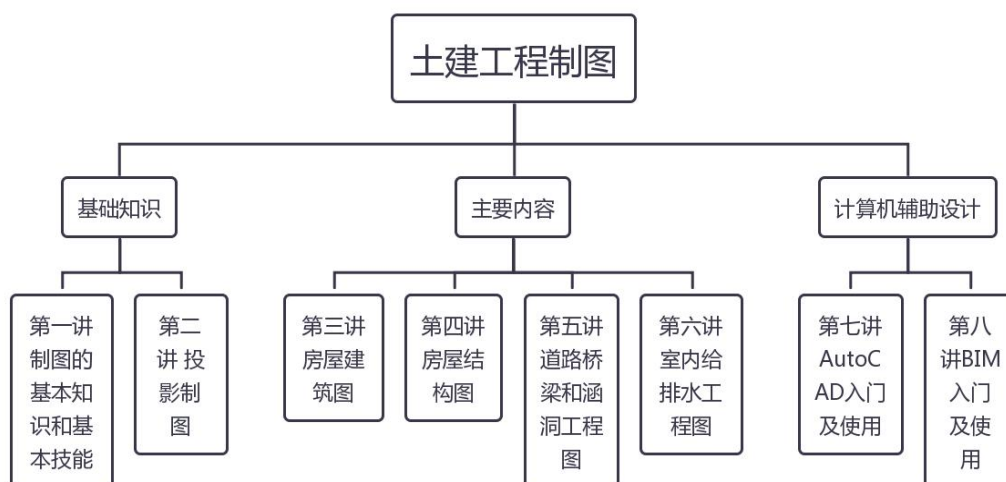 土建工程制图
基础知识
主要内容
计算机辅助设计
第一讲
制图的
基本知
识和基
本技能
第二
讲 投
影制
图
第三讲
房屋建
筑图
第四讲
房屋结
构图
第五讲
道路桥
梁和涵
洞工程
图
第六讲
室内给
排水工
程图
第七讲
AutoC
AD入门
及使用
第八
讲BIM
入门
及使
用